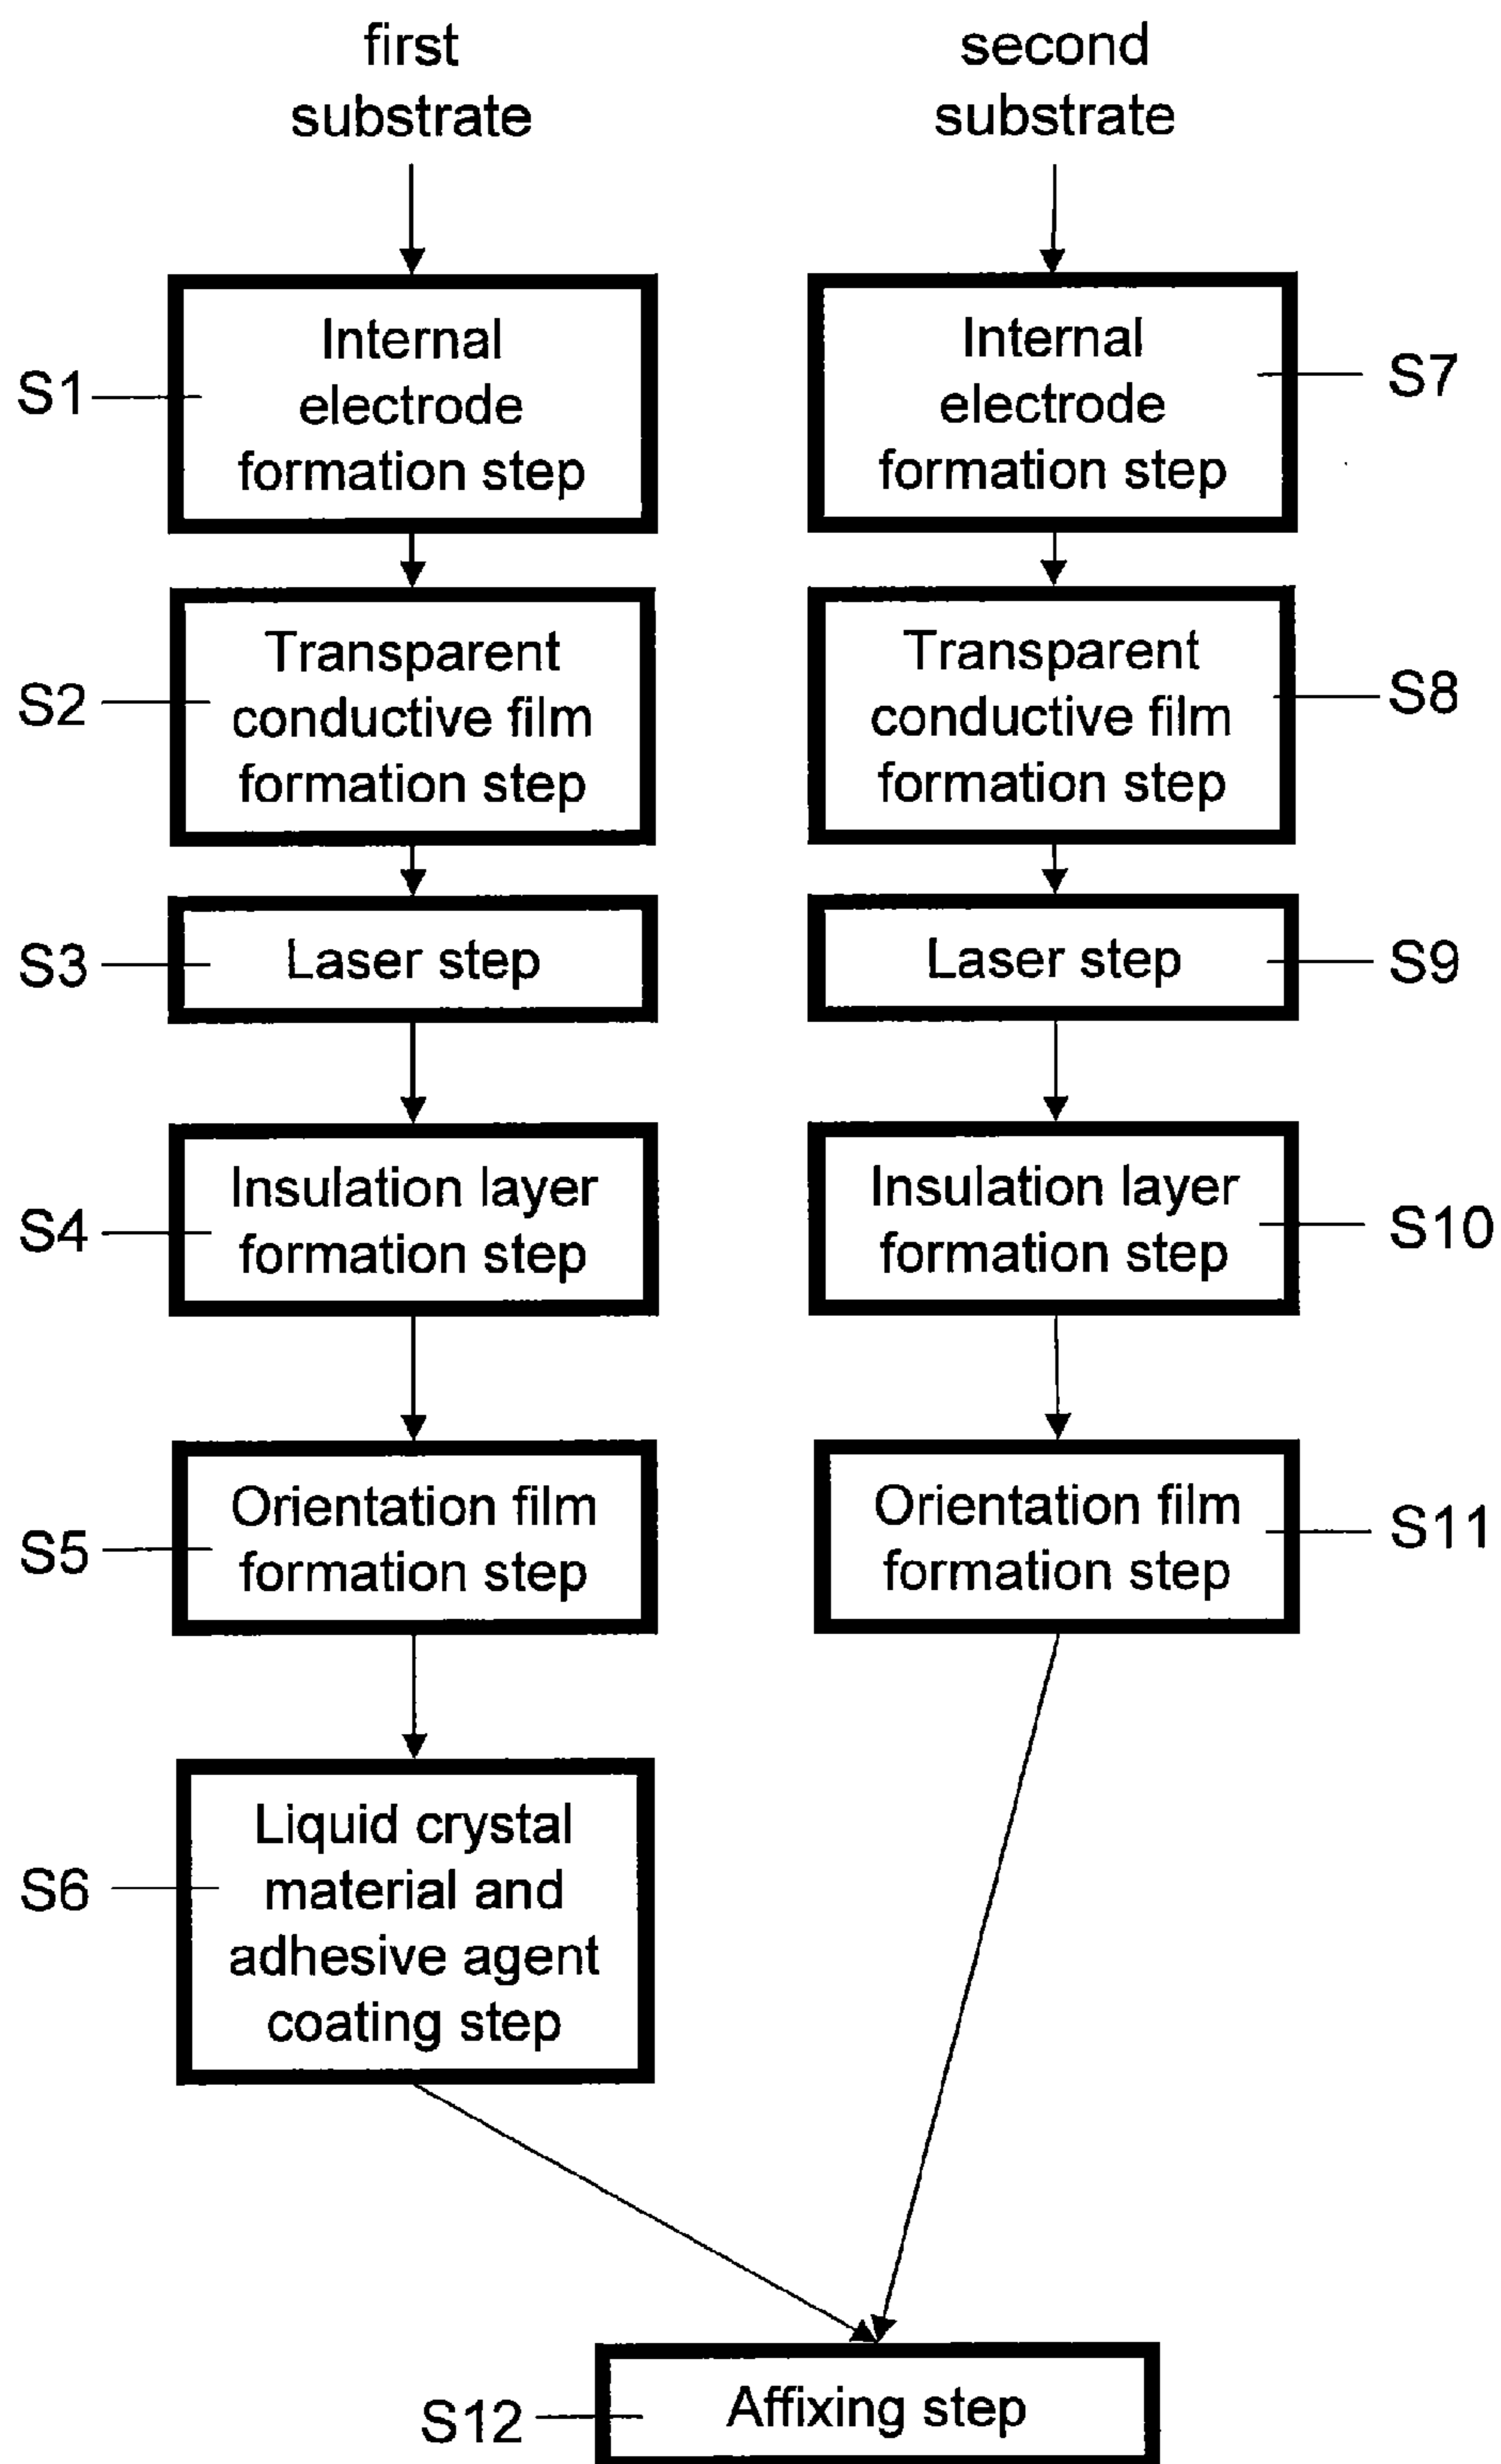 first
substrate
second
substrate
S1
Internal
electrode
formation step
Internal
electrode
formation step
S7
S2
Transparent
conductive film
formation step
Transparent
conductive film
formation step
S8
S3
Laser step
Laser step
S9
S4
Insulation layer
formation step
Insulation layer
formation step
S10
S5
Orientation film
formation step
Orientation film
formation step
S11
S6
Liquid crystal
material and
adhesive agent
coating step
S12
Affixing step